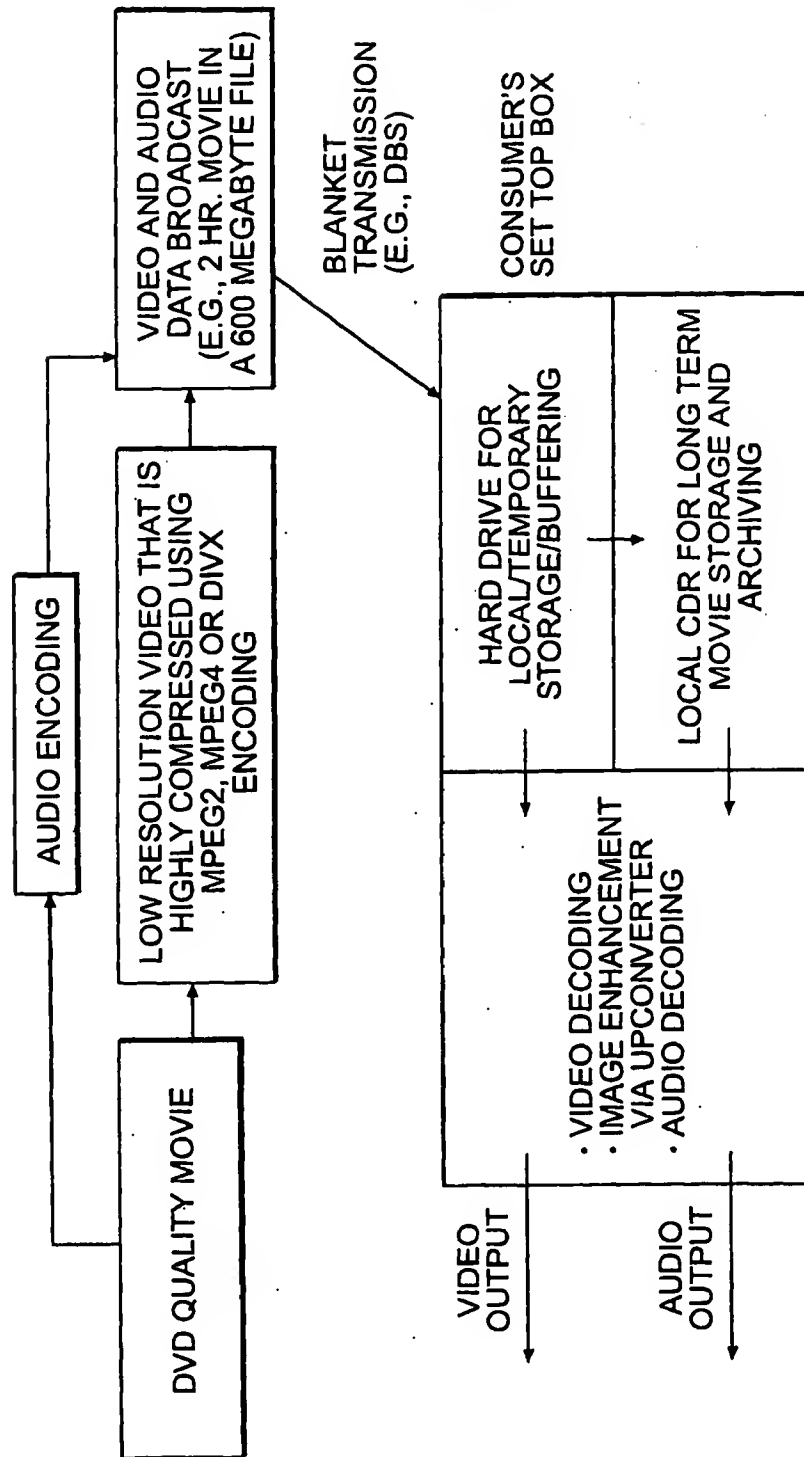 DVD QUALITY MOVIE
AUDIO ENCODING
LOW RESOLUTION VIDEO THAT IS
HIGHLY COMPRESSED USING
MPEG2, MPEG4 OR DIVX
ENCODING
VIDEO AND AUDIO
DATA BROADCAST
(E.G., 2 HR. MOVIE IN
A 600 MEGABYTE FILE)
BLANKET
TRANSMISSION
(E.G., DBS)
CONSUMER'S
SET TOP BOX
HARD DRIVE FOR
LOCAL/TEMPORARY
STORAGE/BUFFERING
LOCAL CDR FOR LONG TERM
MOVIE STORAGE AND
ARCHIVING
· VIDEO DECODING
· IMAGE ENHANCEMENT
VIA UPCONVERTER
· AUDIO DECODING
VIDEO
OUTPUT
AUDIO
OUTPUT